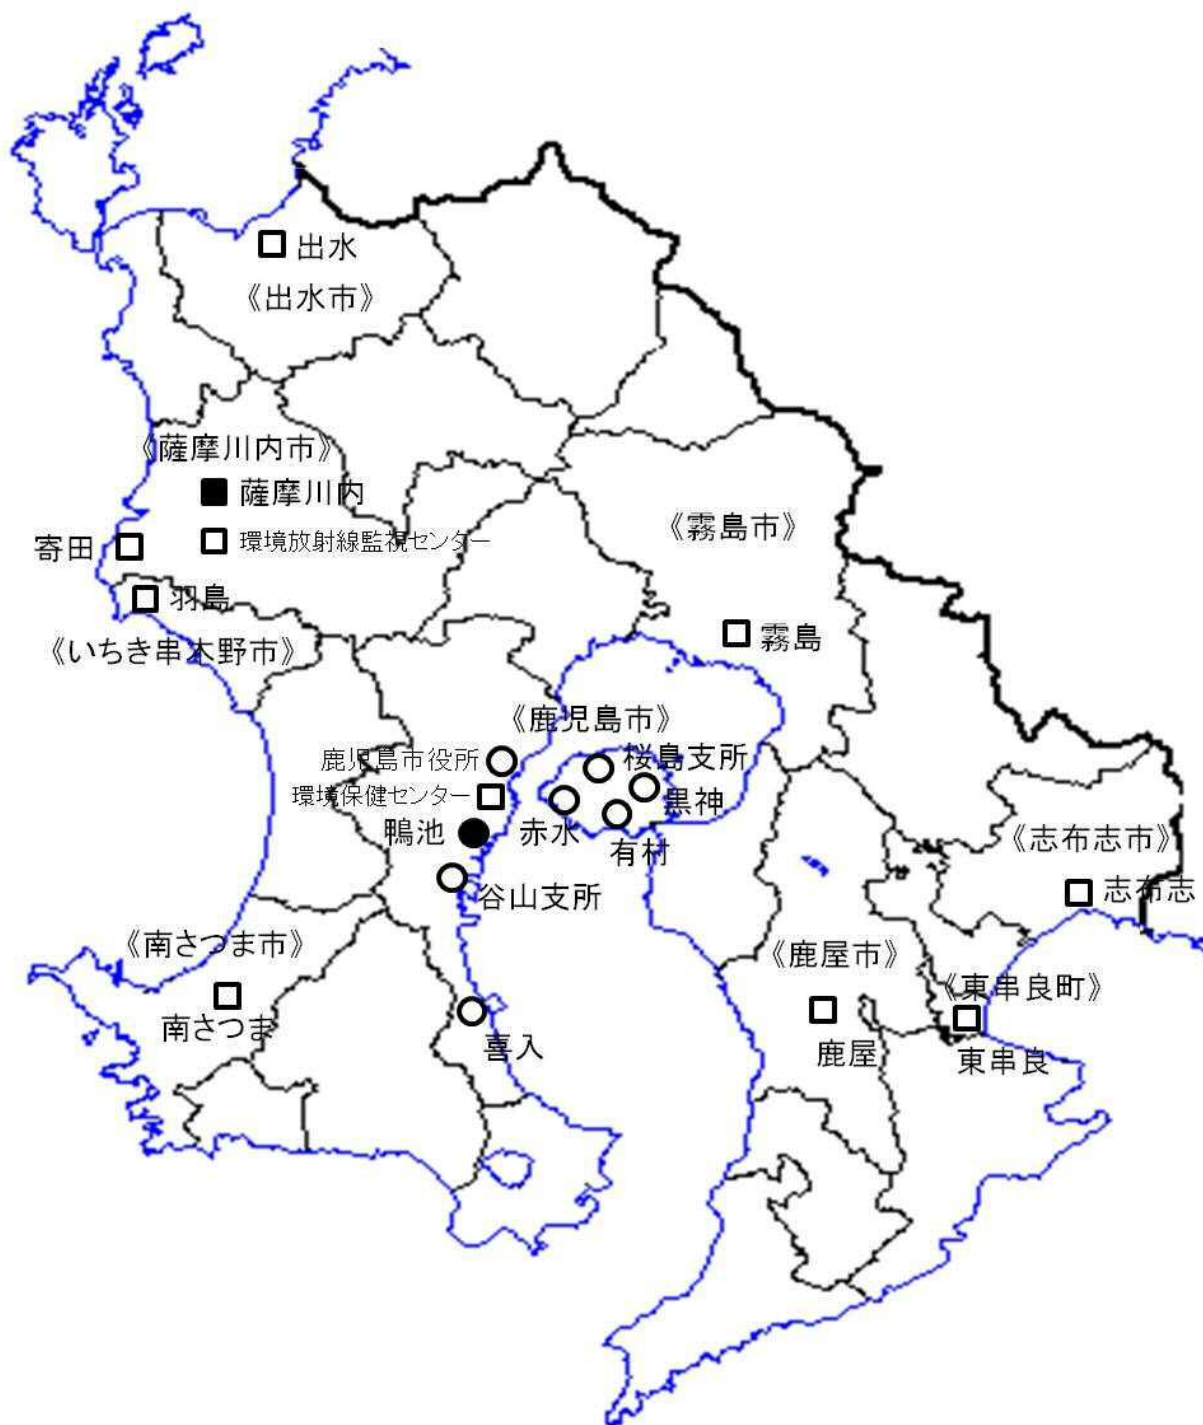 出水
《出水市》
《薩摩川内市》
薩摩川内
寄田
環境放射線監視センター
《霧島市》
羽島
《いちき串木野市》
霧島
《鹿児島市》
鹿児島市役所
桜島支所
環境保健センター
黒神
鴨池
赤水
有村
《志布志市》
谷山支所
志布志
《南さつま市》
《鹿屋市》
《東串良町》
南さつま
喜入
鹿屋
東串良